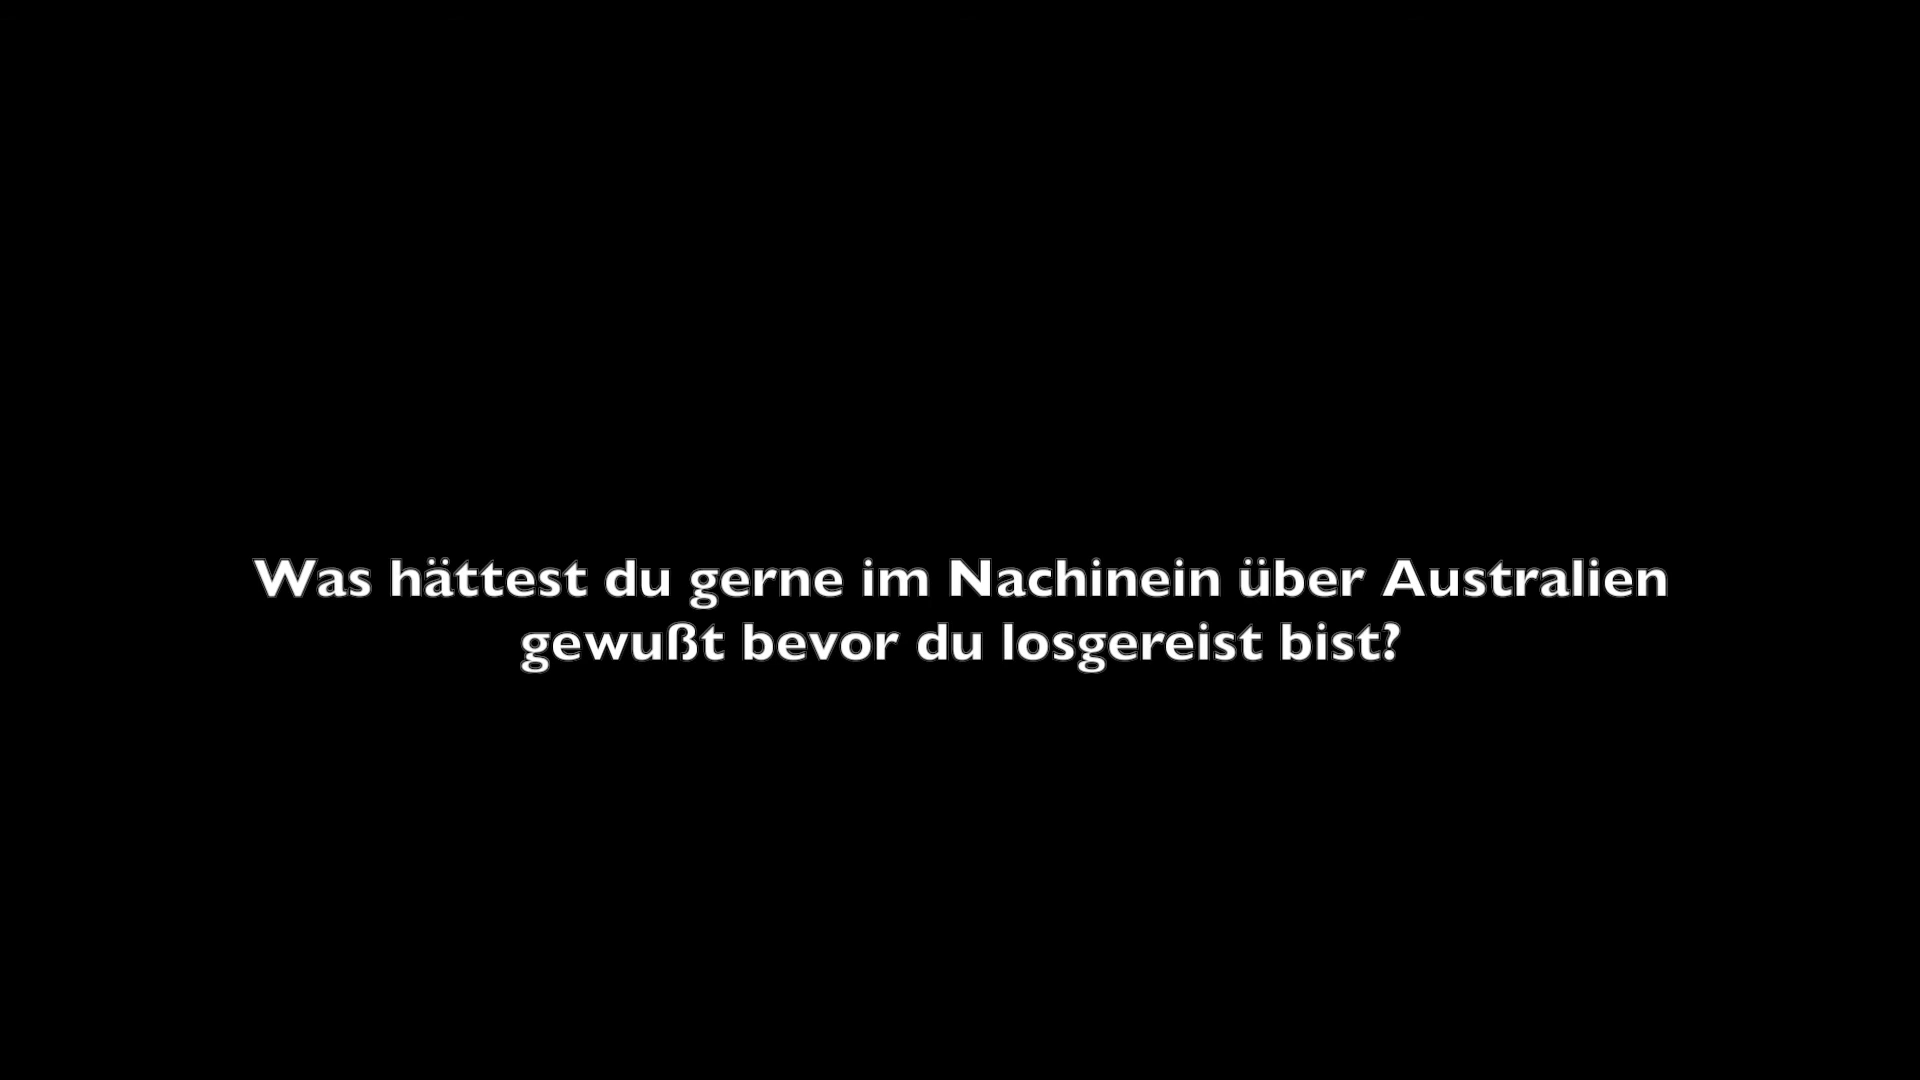 Was hättest du gerne im Nachinein über Australien
gewußt bevor du losgereist bist?